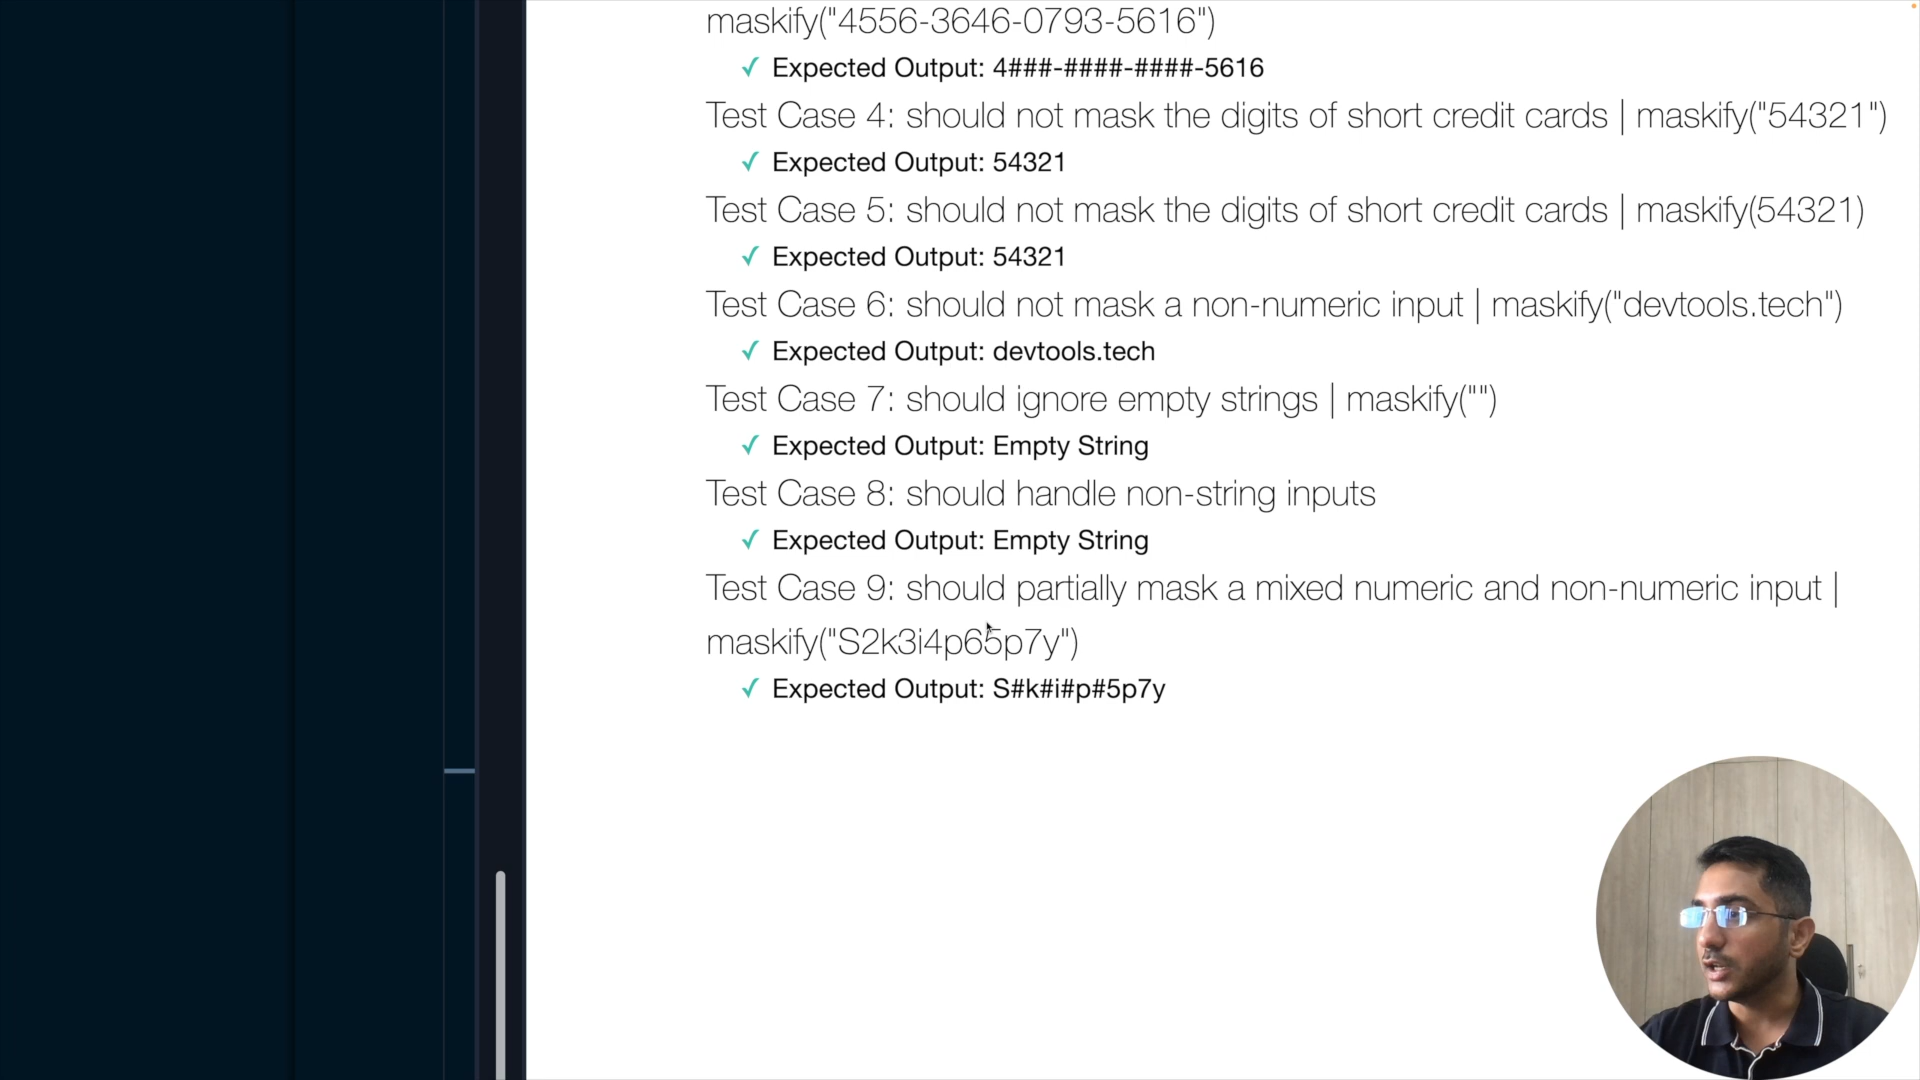 maskify("4556-3646-0793-5616")
✓ Expected Output: 4###-####-####-5616
Test Case 4: should not mask the digits of short credit cards | maskify("54321")
✓ Expected Output: 54321
Test Case 5: should not mask the digits of short credit cards | maskify(54321)
✓ Expected Output: 54321
Test Case 6: should not mask a non-numeric input | maskify("devtools.tech")
✓ Expected Output: devtools.tech
Test Case 7: should ignore empty strings | maskify("")
✓ Expected Output: Empty String
Test Case 8: should handle non-string inputs
✓ Expected Output: Empty String
Test Case 9: should partially mask a mixed numeric and non-numeric input |
maskify("S2k3i4p65p7y")
✓ Expected Output: S#k#i#p#5p7y